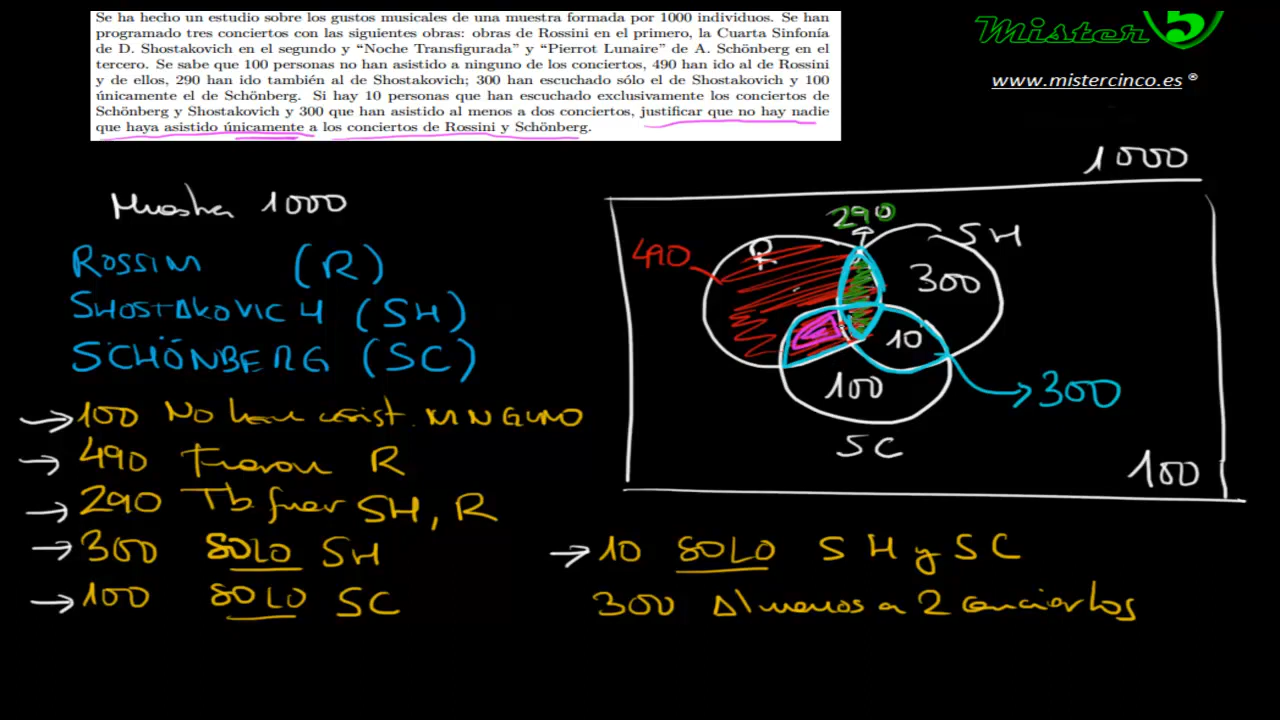 Se ha hecho un estudio sobre los gustos musicales de una muestra formada por 1000 individuos. Se han
programado tres conciertos con las siguientes obras: obras de Rossini en el primero, la Cuarta Sinfonía
de D. Shostakovich en el segundo y “Noche Transfigurada” y “Pierrot Lunaire” de A. Schönberg en el
tercero. Se sabe que 100 personas no han asistido a ninguno de los conciertos, 490 han ido al de Rossini
y de ellos, 290 han ido también al de Shostakovich; 300 han escuchado sólo el de Shostakovich y 100
únicamente el de Schönberg. Si hay 10 personas que han escuchado exclusivamente los conciertos de
Schönberg y Shostakovich y 300 que han asistido al menos a dos conciertos, justificar que no hay nadie
que haya asistido únicamente a los conciertos de Rossini y Schönberg.
Mister 5
www.mistercinco.es ®
1000
Muestra 1000
ROSSINI (R)
SHOSTAKOVICH (SH)
SCHÖNBERG (SC)
→ 100 No han asist. NINGUNO
→ 490 fueron R
→ 290 Tb fuer SH, R
→ 300 SOLO SH
→ 100 SOLO SC
290
490
R
SH
300
10
100
300
SC
100
→ 10 SOLO SH y SC
300 Al menos a 2 conciertos